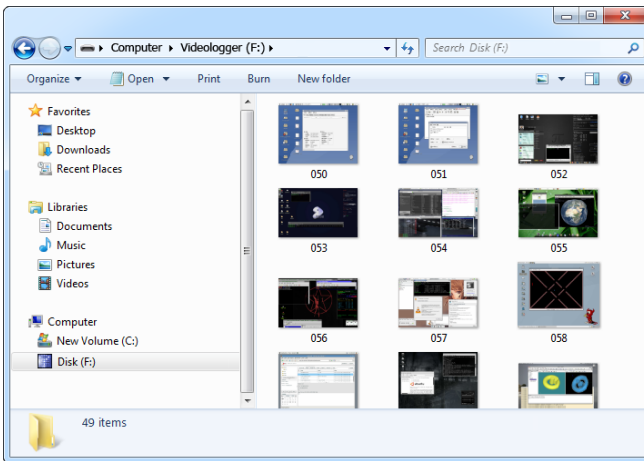 Computer Videologger (F:)
Search Disk (F:)
Organize Open Print Burn New folder
Favorites
Desktop
Downloads
Recent Places
Libraries
Documents
Music
Pictures
Videos
Computer
New Volume (C:)
Disk (F:)
050 051 052
053 054 055
056 057 058
49 items